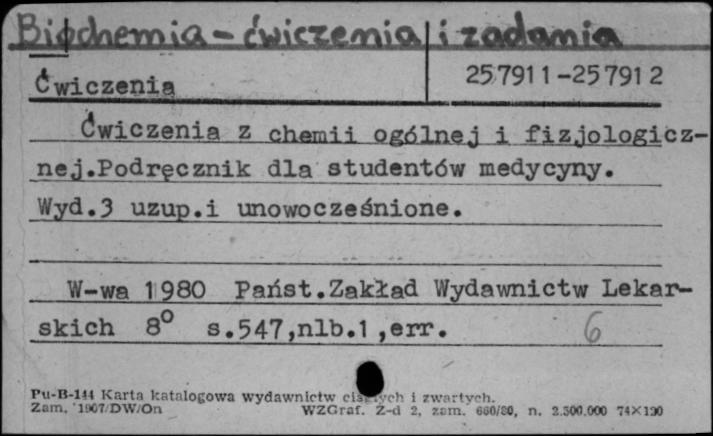 Biochemia - ćwiczenia i zadania
Ćwiczenia 257911-257912
Ćwiczenia z chemii ogólnej i fizjologicz-
nej.Podręcznik dla studentów medycyny.
Wyd.3 uzup.i unowocześnione.
W-wa 1980 Państ.Zakład Wydawnictw Lekar-
skich 8° s.547,nlb.1,err. 6
Pu-B-144 Karta katalogowa wydawnictw ciągłych i zwartych.
Zam. 1907/DW/On WZGraf. Z-d 2, zam. 660/80, n. 2.500.000 74×120